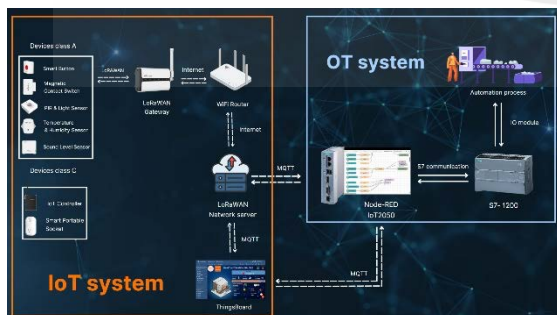 Devices class A
Smart Button
Magnetic
Contact Switch
PIR & Light Sensor
Temperature
& Humidity Sensor
Sound Level Sensor
Devices class C
IoT Controller
Smart Portable
Socket
LoRaWAN
LoRaWAN
Gateway
Internet
WiFi Router
Internet
LoRaWAN
Network server
MQTT
MQTT
ThingsBoard
IoT system
OT system
Automation process
IO module
S7 communication
Node-RED
IoT2050
S7- 1200
MQTT